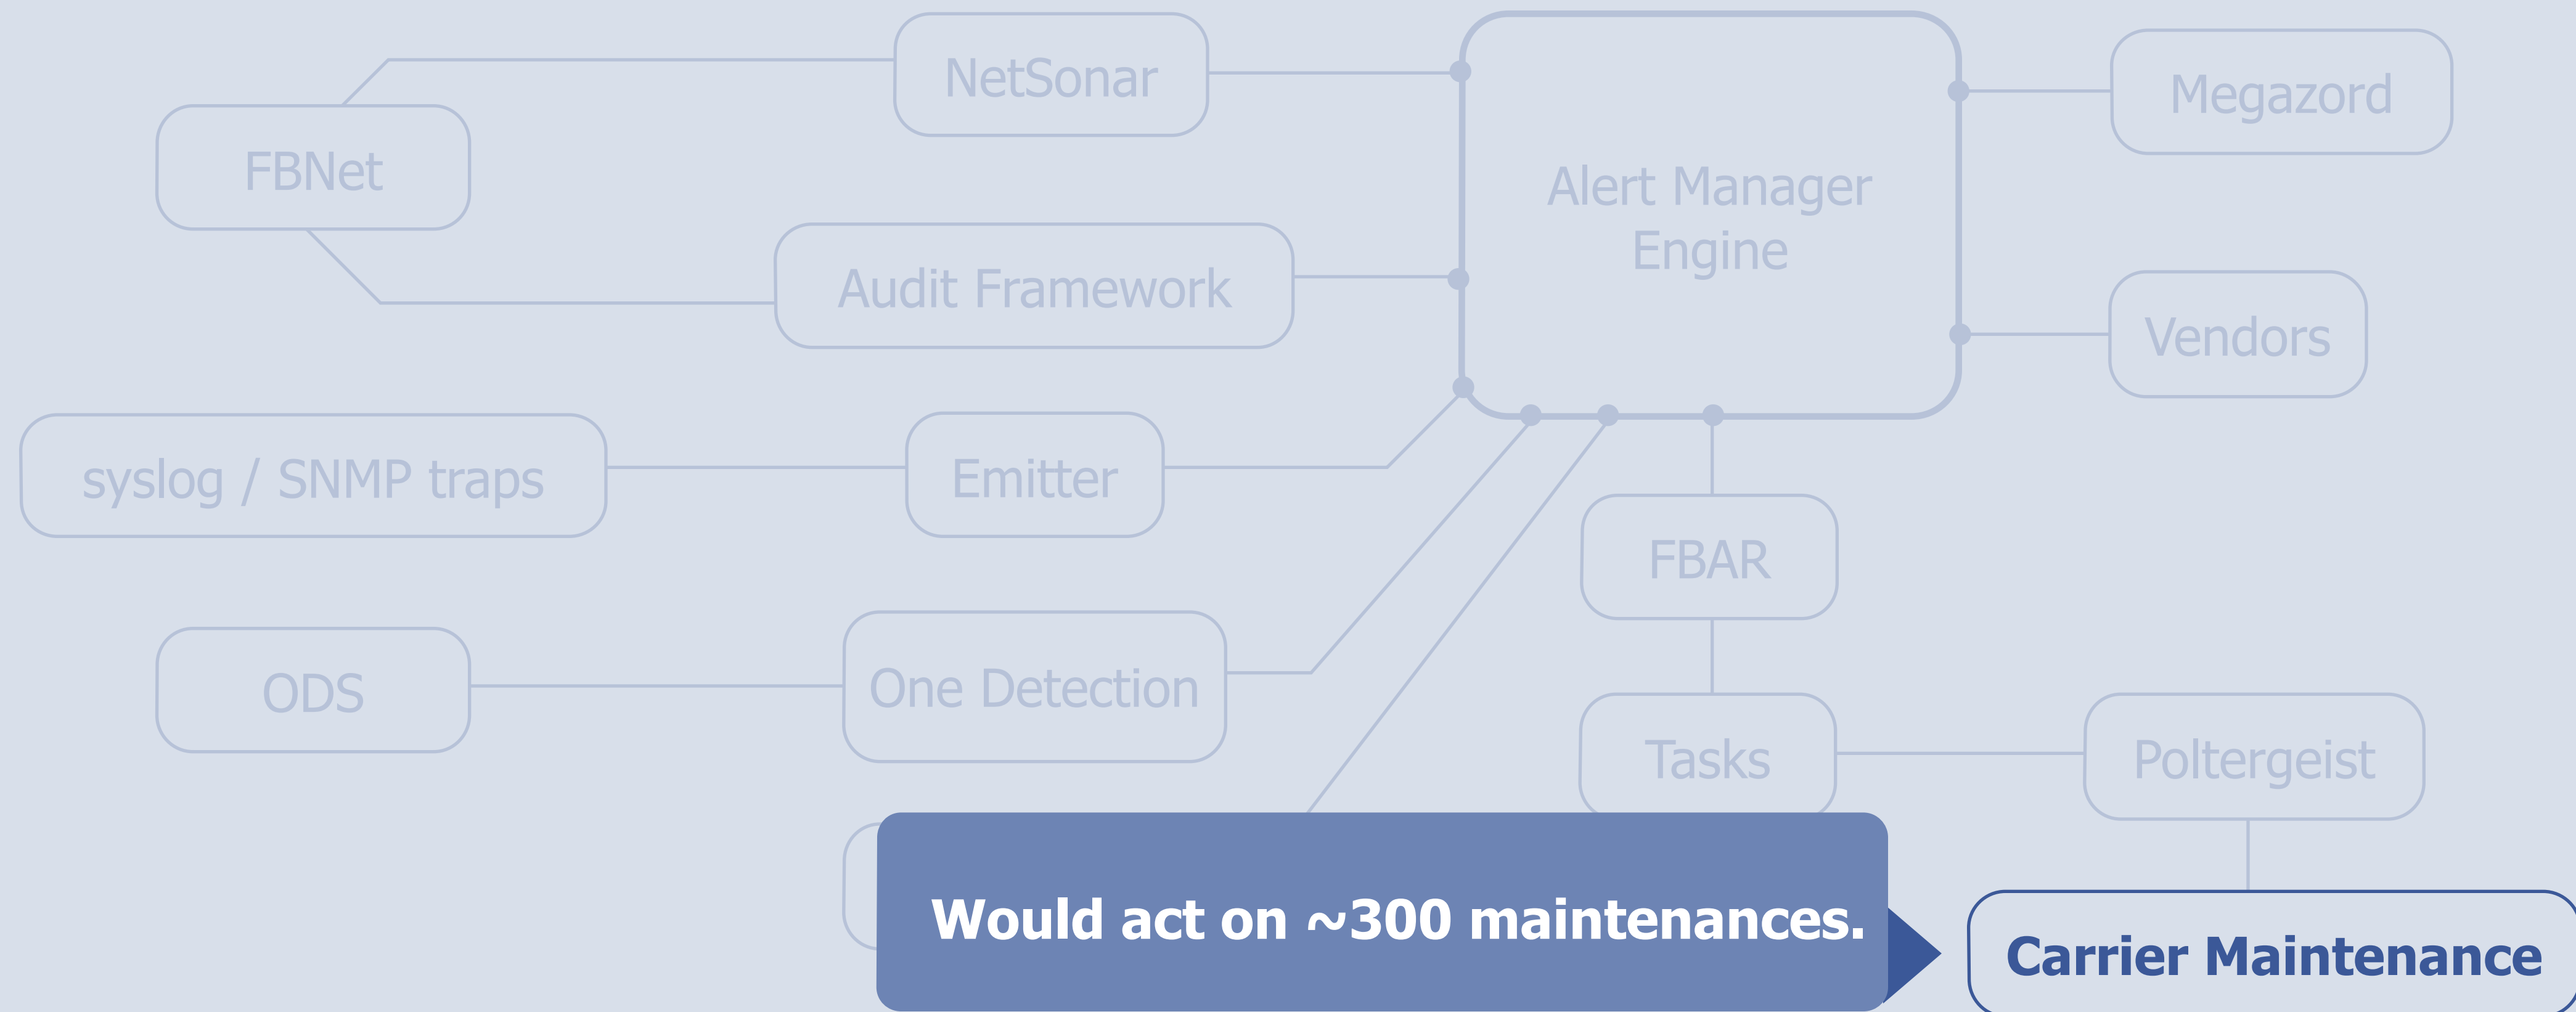 NetSonar
Megazord
FBNet
Alert Manager
Engine
Audit Framework
Vendors
syslog / SNMP traps
Emitter
FBAR
ODS
One Detection
Tasks
Poltergeist
Would act on ~300 maintenances.
Carrier Maintenance